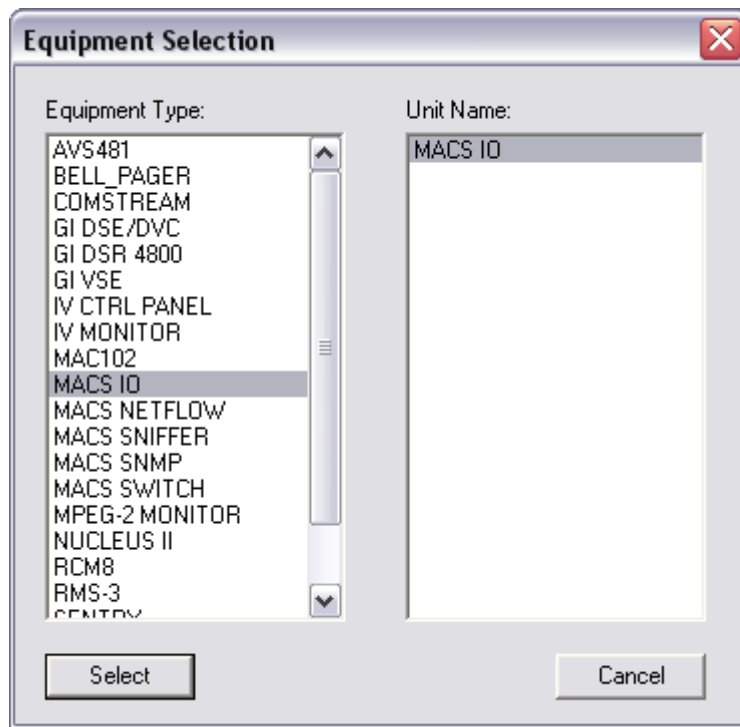 Equipment Selection
Equipment Type:
Unit Name:
AVS481
BELL_PAGER
COMSTREAM
GI DSE/DVC
GI DSR 4800
GI VSE
IV CTRL PANEL
IV MONITOR
MAC102
MACS IO
MACS NETFLOW
MACS SNIFFER
MACS SNMP
MACS SWITCH
MPEG-2 MONITOR
NUCLEUS II
RCM8
RMS-3
SENTRY
MACS IO
Select
Cancel